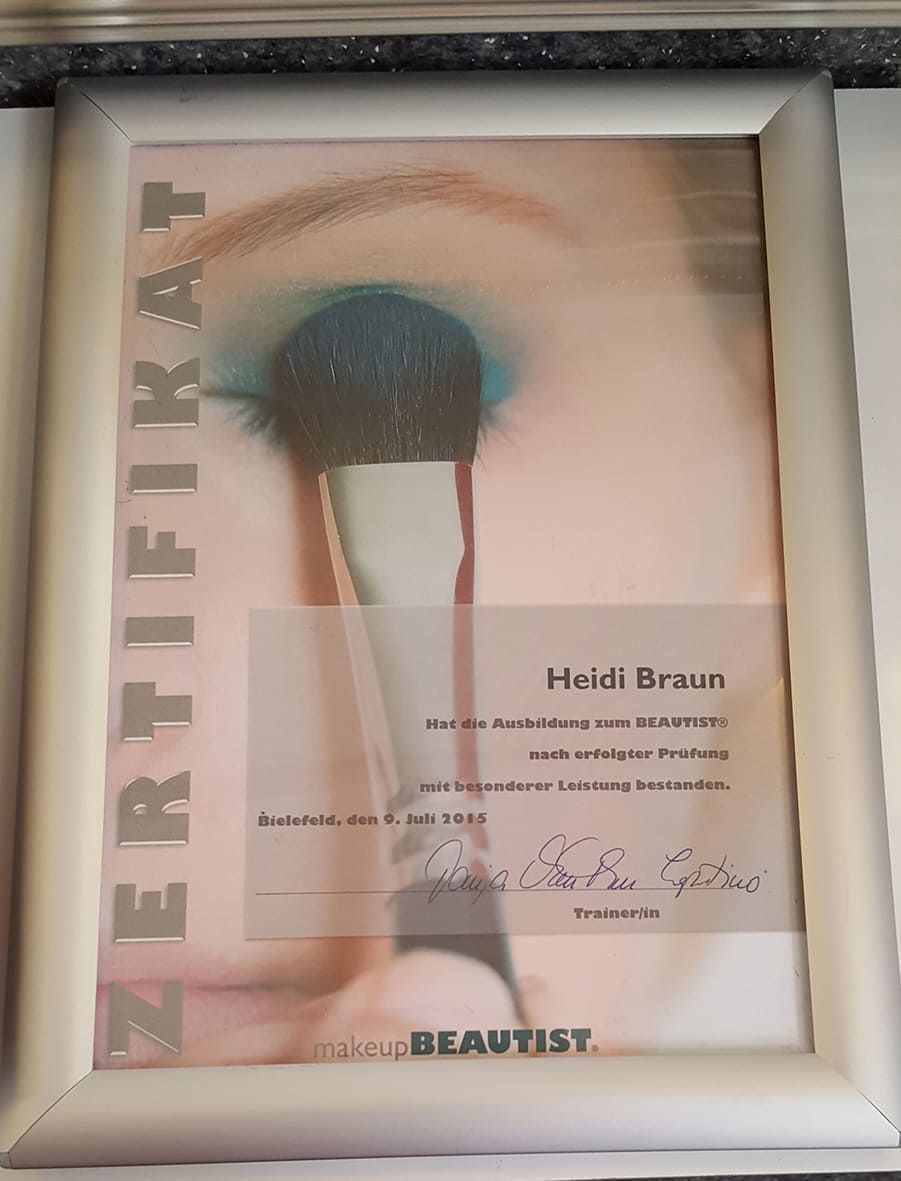 ZERTIFIKAT
Heidi Braun
Hat die Ausbildung zum BEAUTIST®
nach erfolgter Prüfung
mit besonderer Leistung bestanden.
Bielefeld, den 9. Juli 2015
Trainer/in
makeupBEAUTIST®